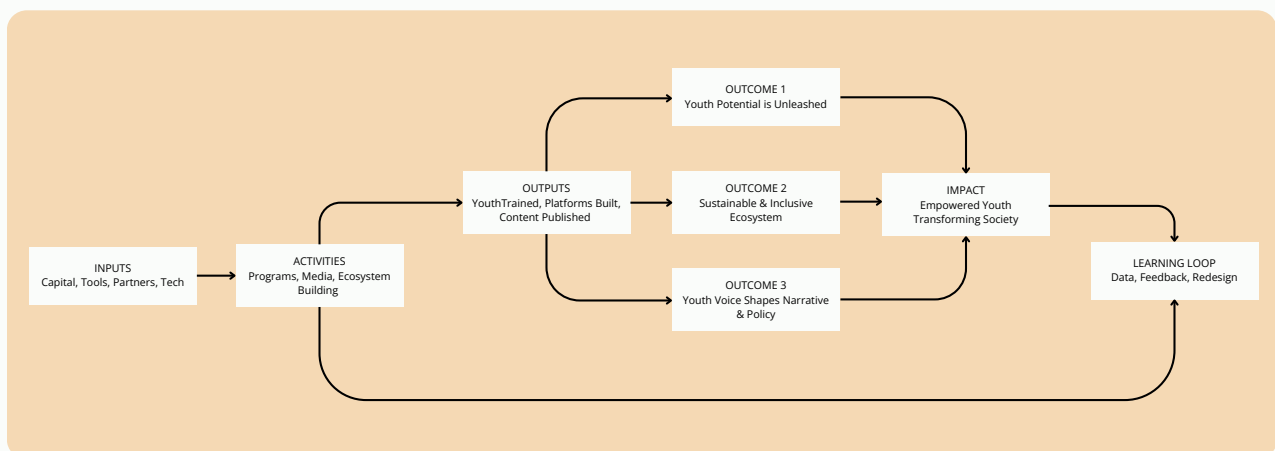 INPUTS
Capital, Tools, Partners, Tech
ACTIVITIES
Programs, Media, Ecosystem
Building
OUTPUTS
YouthTrained, Platforms Built,
Content Published
OUTCOME 1
Youth Potential is Unleashed
OUTCOME 2
Sustainable & Inclusive
Ecosystem
OUTCOME 3
Youth Voice Shapes Narrative
& Policy
IMPACT
Empowered Youth
Transforming Society
LEARNING LOOP
Data, Feedback, Redesign